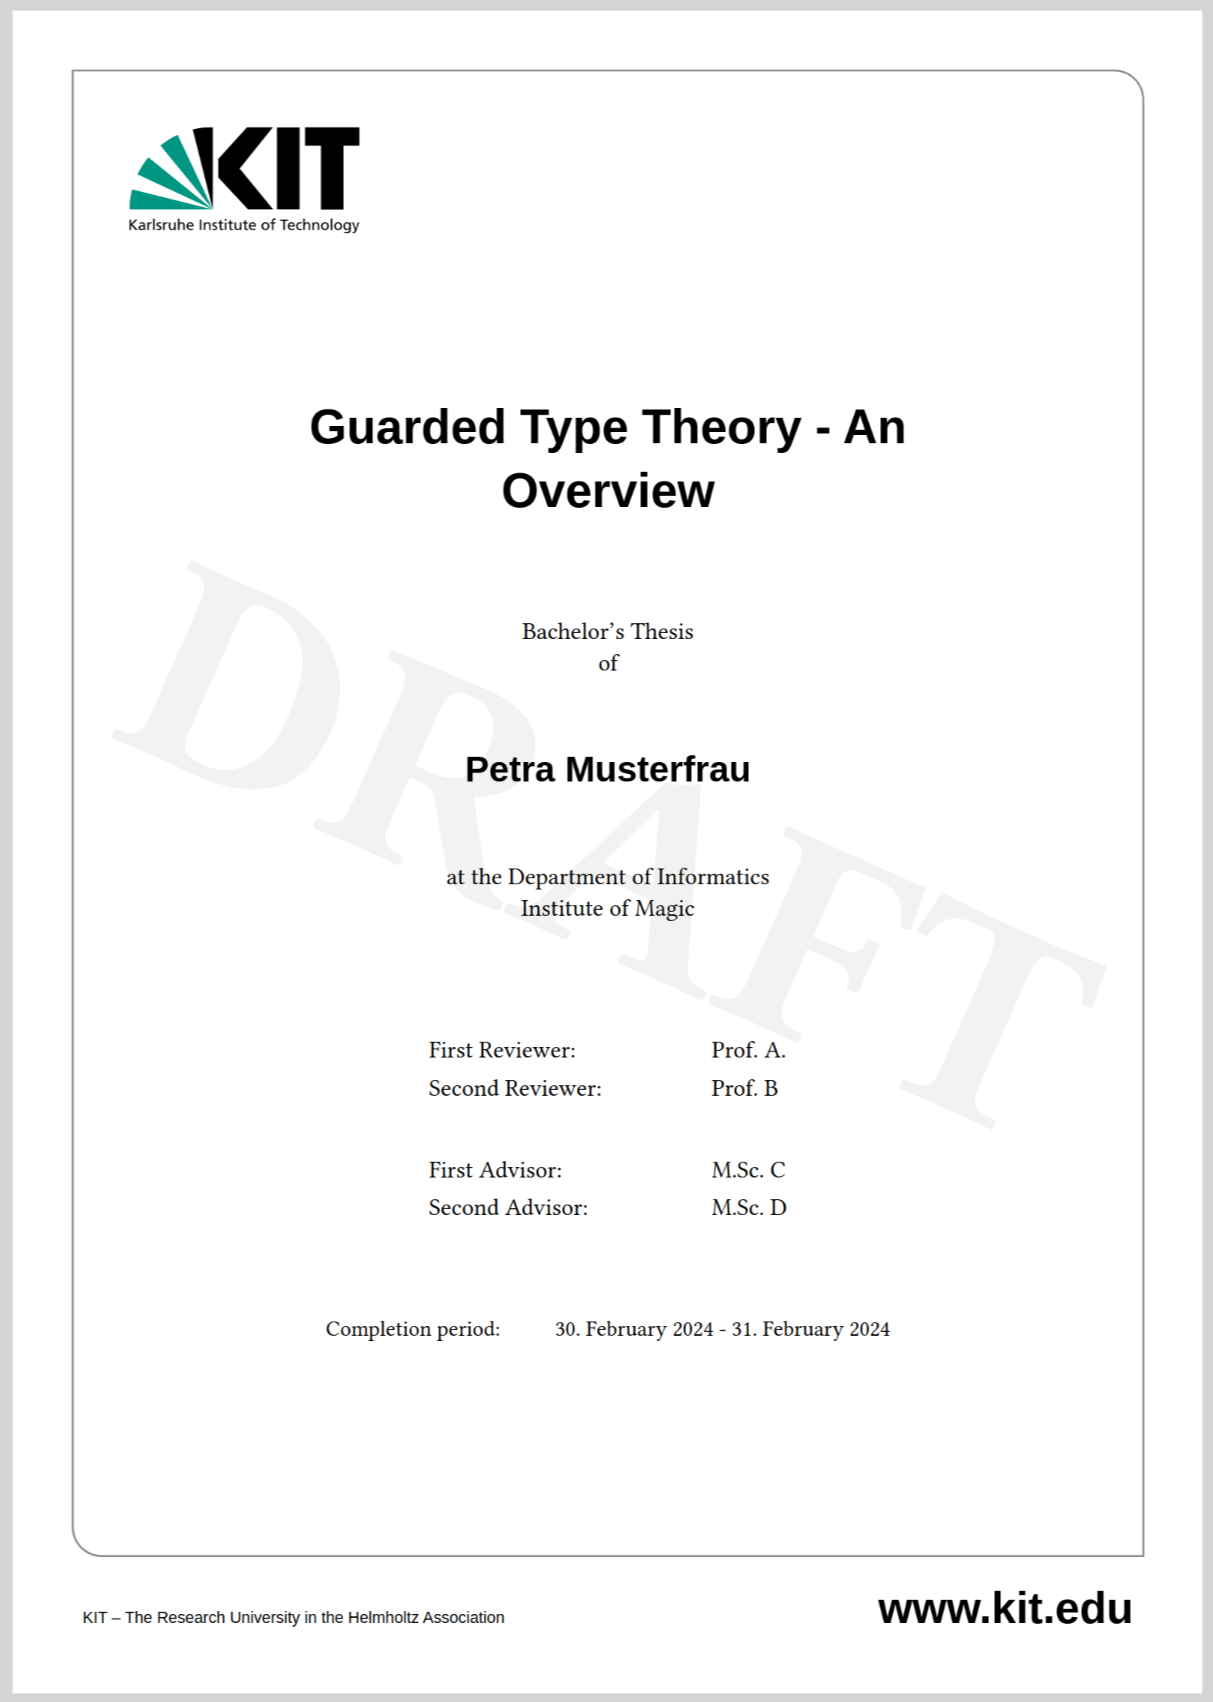 KIT
Karlsruhe Institute of Technology
Guarded Type Theory - An
Overview
Bachelor’s Thesis
of
Petra Musterfrau
at the Department of Informatics
Institute of Magic
DRAFT
First Reviewer: Prof. A.
Second Reviewer: Prof. B
First Advisor: M.Sc. C
Second Advisor: M.Sc. D
Completion period: 30. February 2024 - 31. February 2024
KIT – The Research University in the Helmholtz Association
www.kit.edu